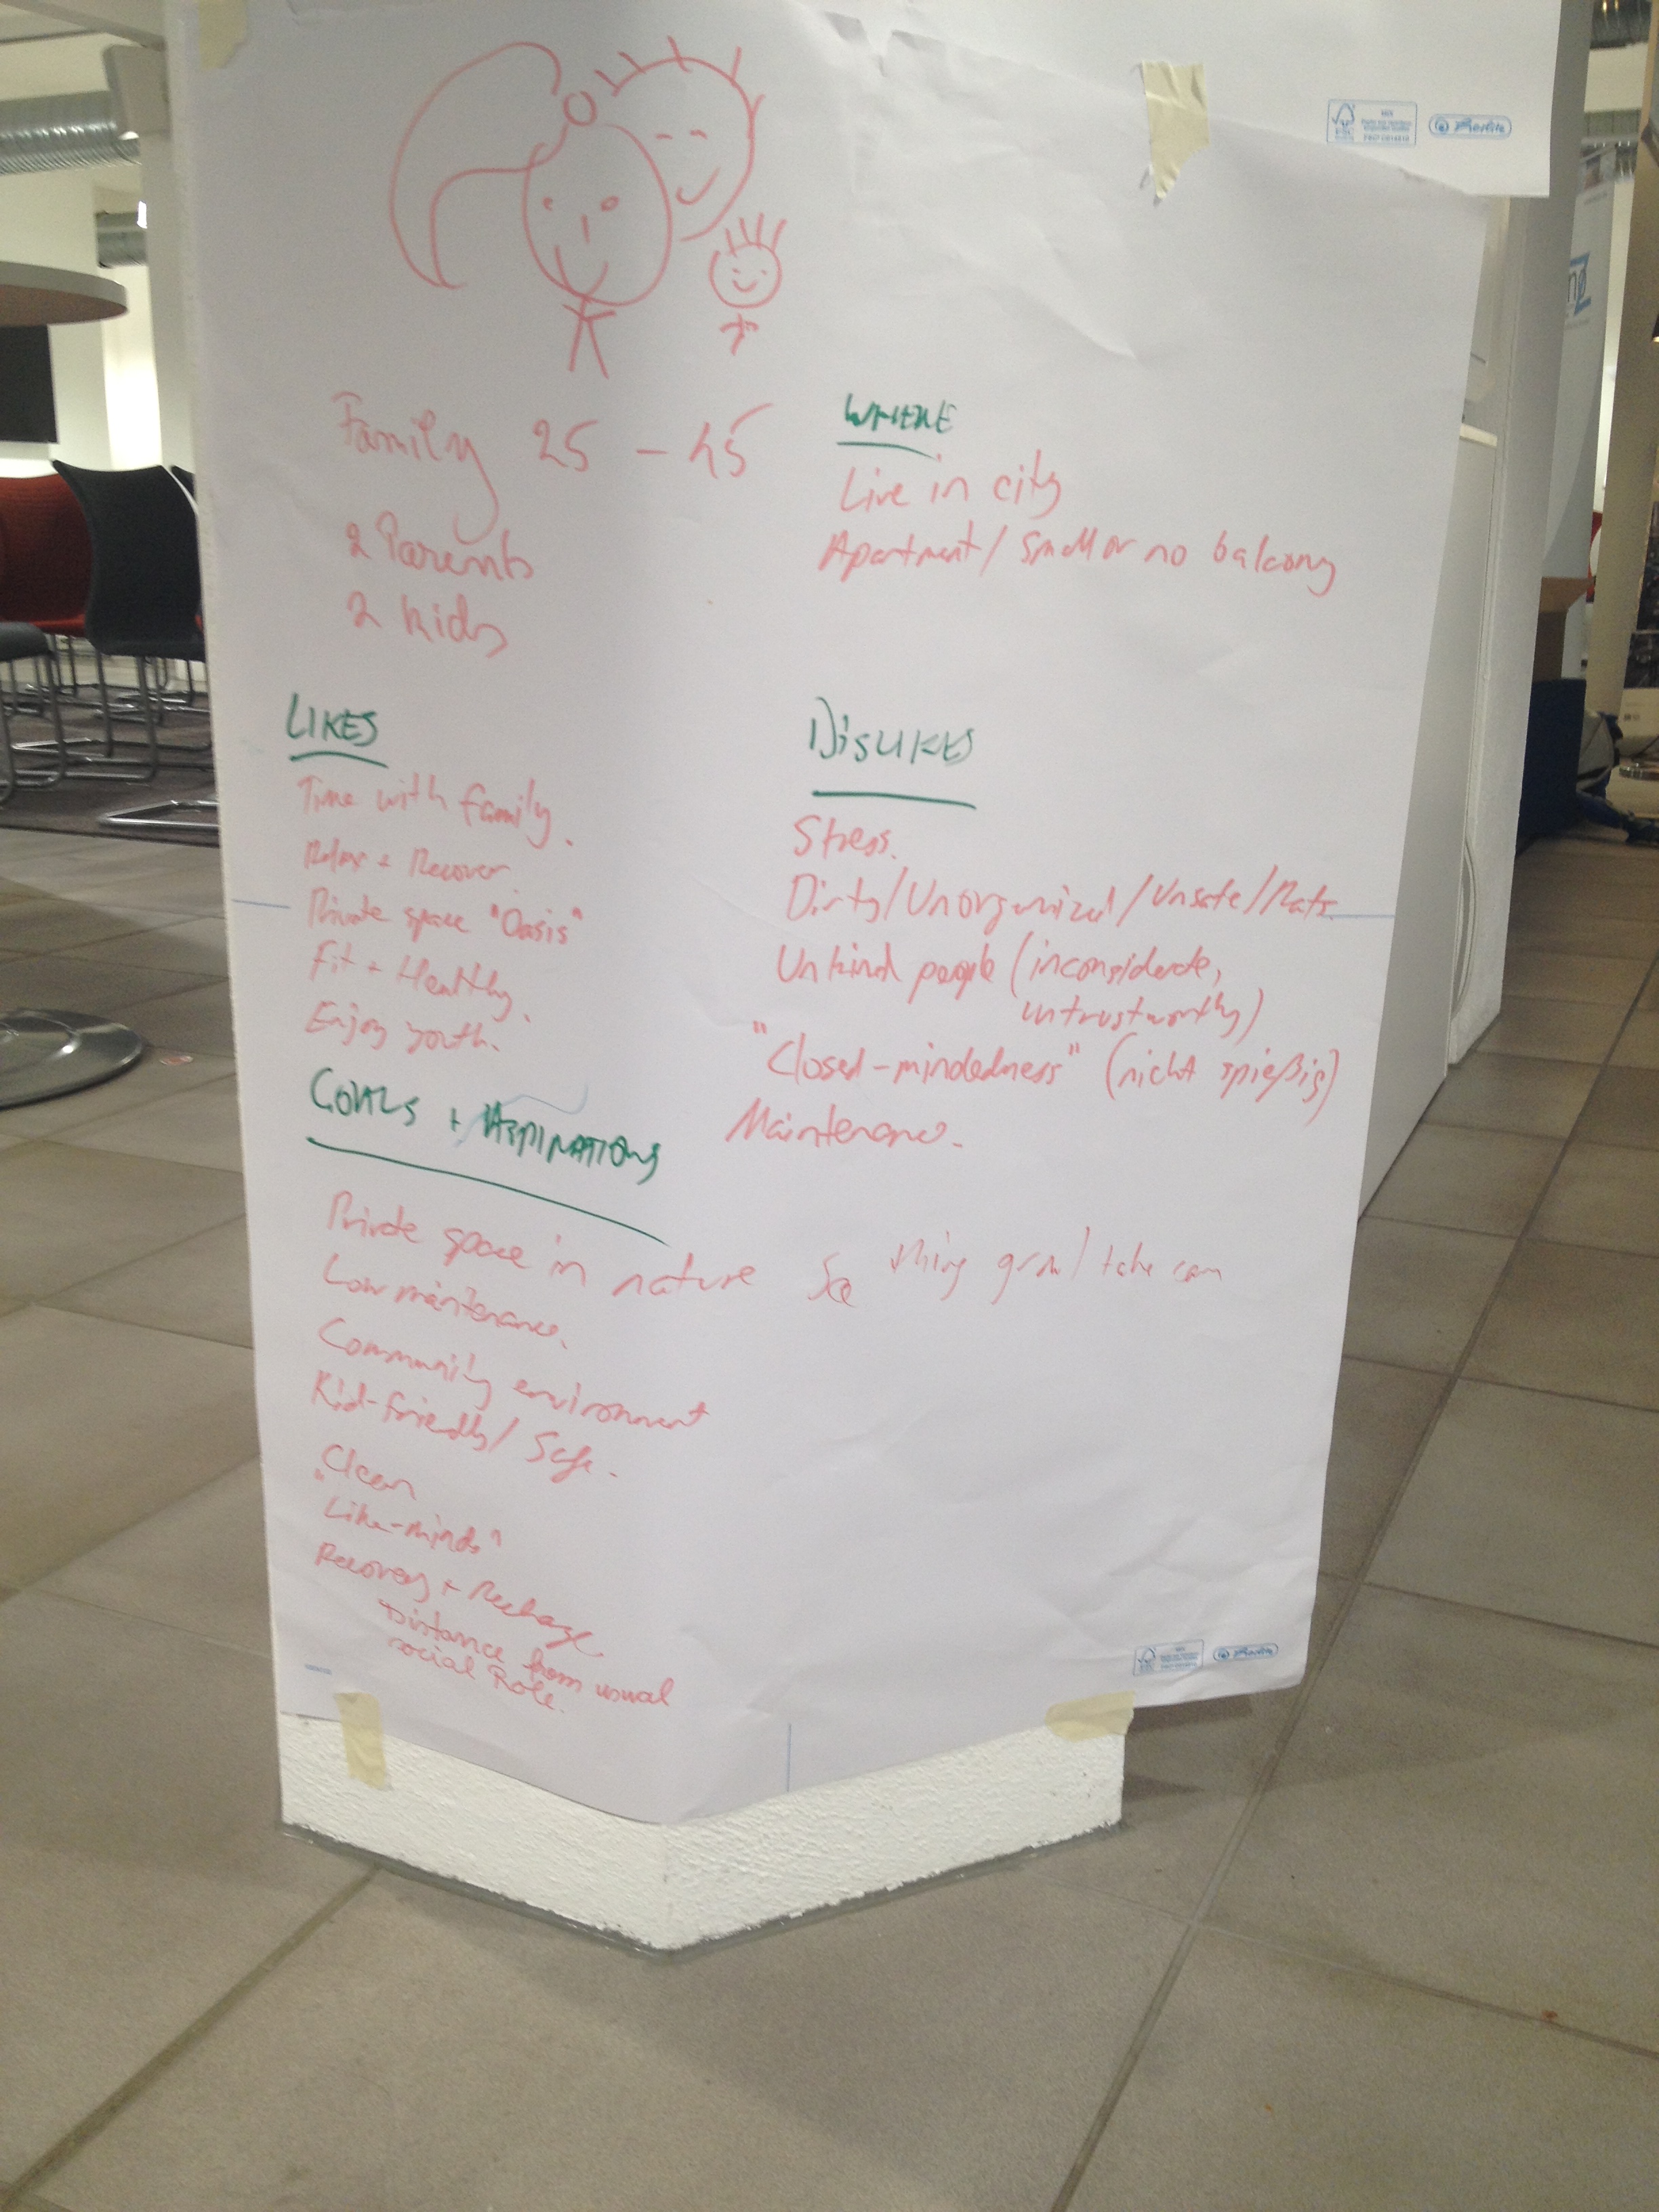 Family 25 - 45
2 Parents
2 kids
WHERE
Live in city
Apartment / Small or no balcony
LIKES
Time with family.
Relax + Recover
Private space "Oasis"
Fit + Healthy.
Enjoy youth.
DiSLIKES
Stress.
Dirty/Unorganized/Unsafe/Rats
Unkind people (inconsiderate,
untrustworthy)
"Closed-mindedness" (nicht spießig)
Maintenance.
GOALS + ASPIRATIONS
Private space in nature See thing grow / take care
Low maintenance.
Community environment
Kid-friendly / Safe.
Clean
"Like-minds"
Recovery + Recharge
Distance from usual
social Role.